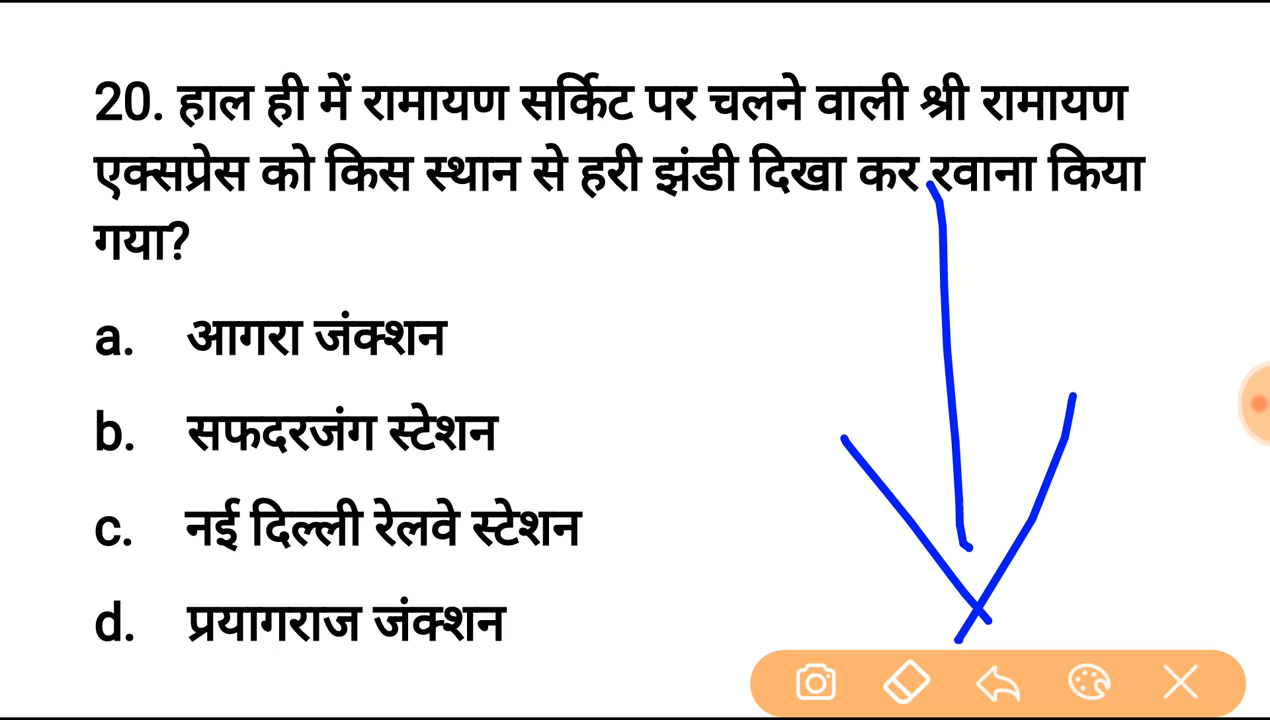 20. हाल ही में रामायण सर्किट पर चलने वाली श्री रामायण
एक्सप्रेस को किस स्थान से हरी झंडी दिखा कर रवाना किया
गया?
a. आगरा जंक्शन
b. सफदरजंग स्टेशन
c. नई दिल्ली रेलवे स्टेशन
d. प्रयागराज जंक्शन